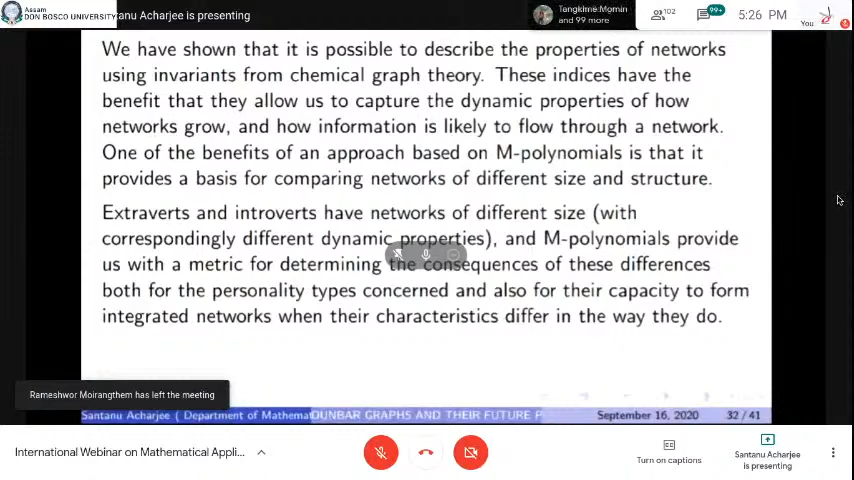 Assam
DON BOSCO UNIVERSITY
tanu Acharjee is presenting
Tangkime Momin
and 99 more
102
99+
5:26 PM
You
We have shown that it is possible to describe the properties of networks
using invariants from chemical graph theory. These indices have the
benefit that they allow us to capture the dynamic properties of how
networks grow, and how information is likely to flow through a network.
One of the benefits of an approach based on M-polynomials is that it
provides a basis for comparing networks of different size and structure.
Extraverts and introverts have networks of different size (with
correspondingly different dynamic properties), and M-polynomials provide
us with a metric for determining the consequences of these differences
both for the personality types concerned and also for their capacity to form
integrated networks when their characteristics differ in the way they do.
Rameshwor Moirangthem has left the meeting
Santanu Acharjee ( Department of Mathemat
DUNBAR GRAPHS AND THEIR FUTURE P
September 16, 2020
32 / 41
International Webinar on Mathematical Appli...
Turn on captions
Santanu Acharjee
is presenting